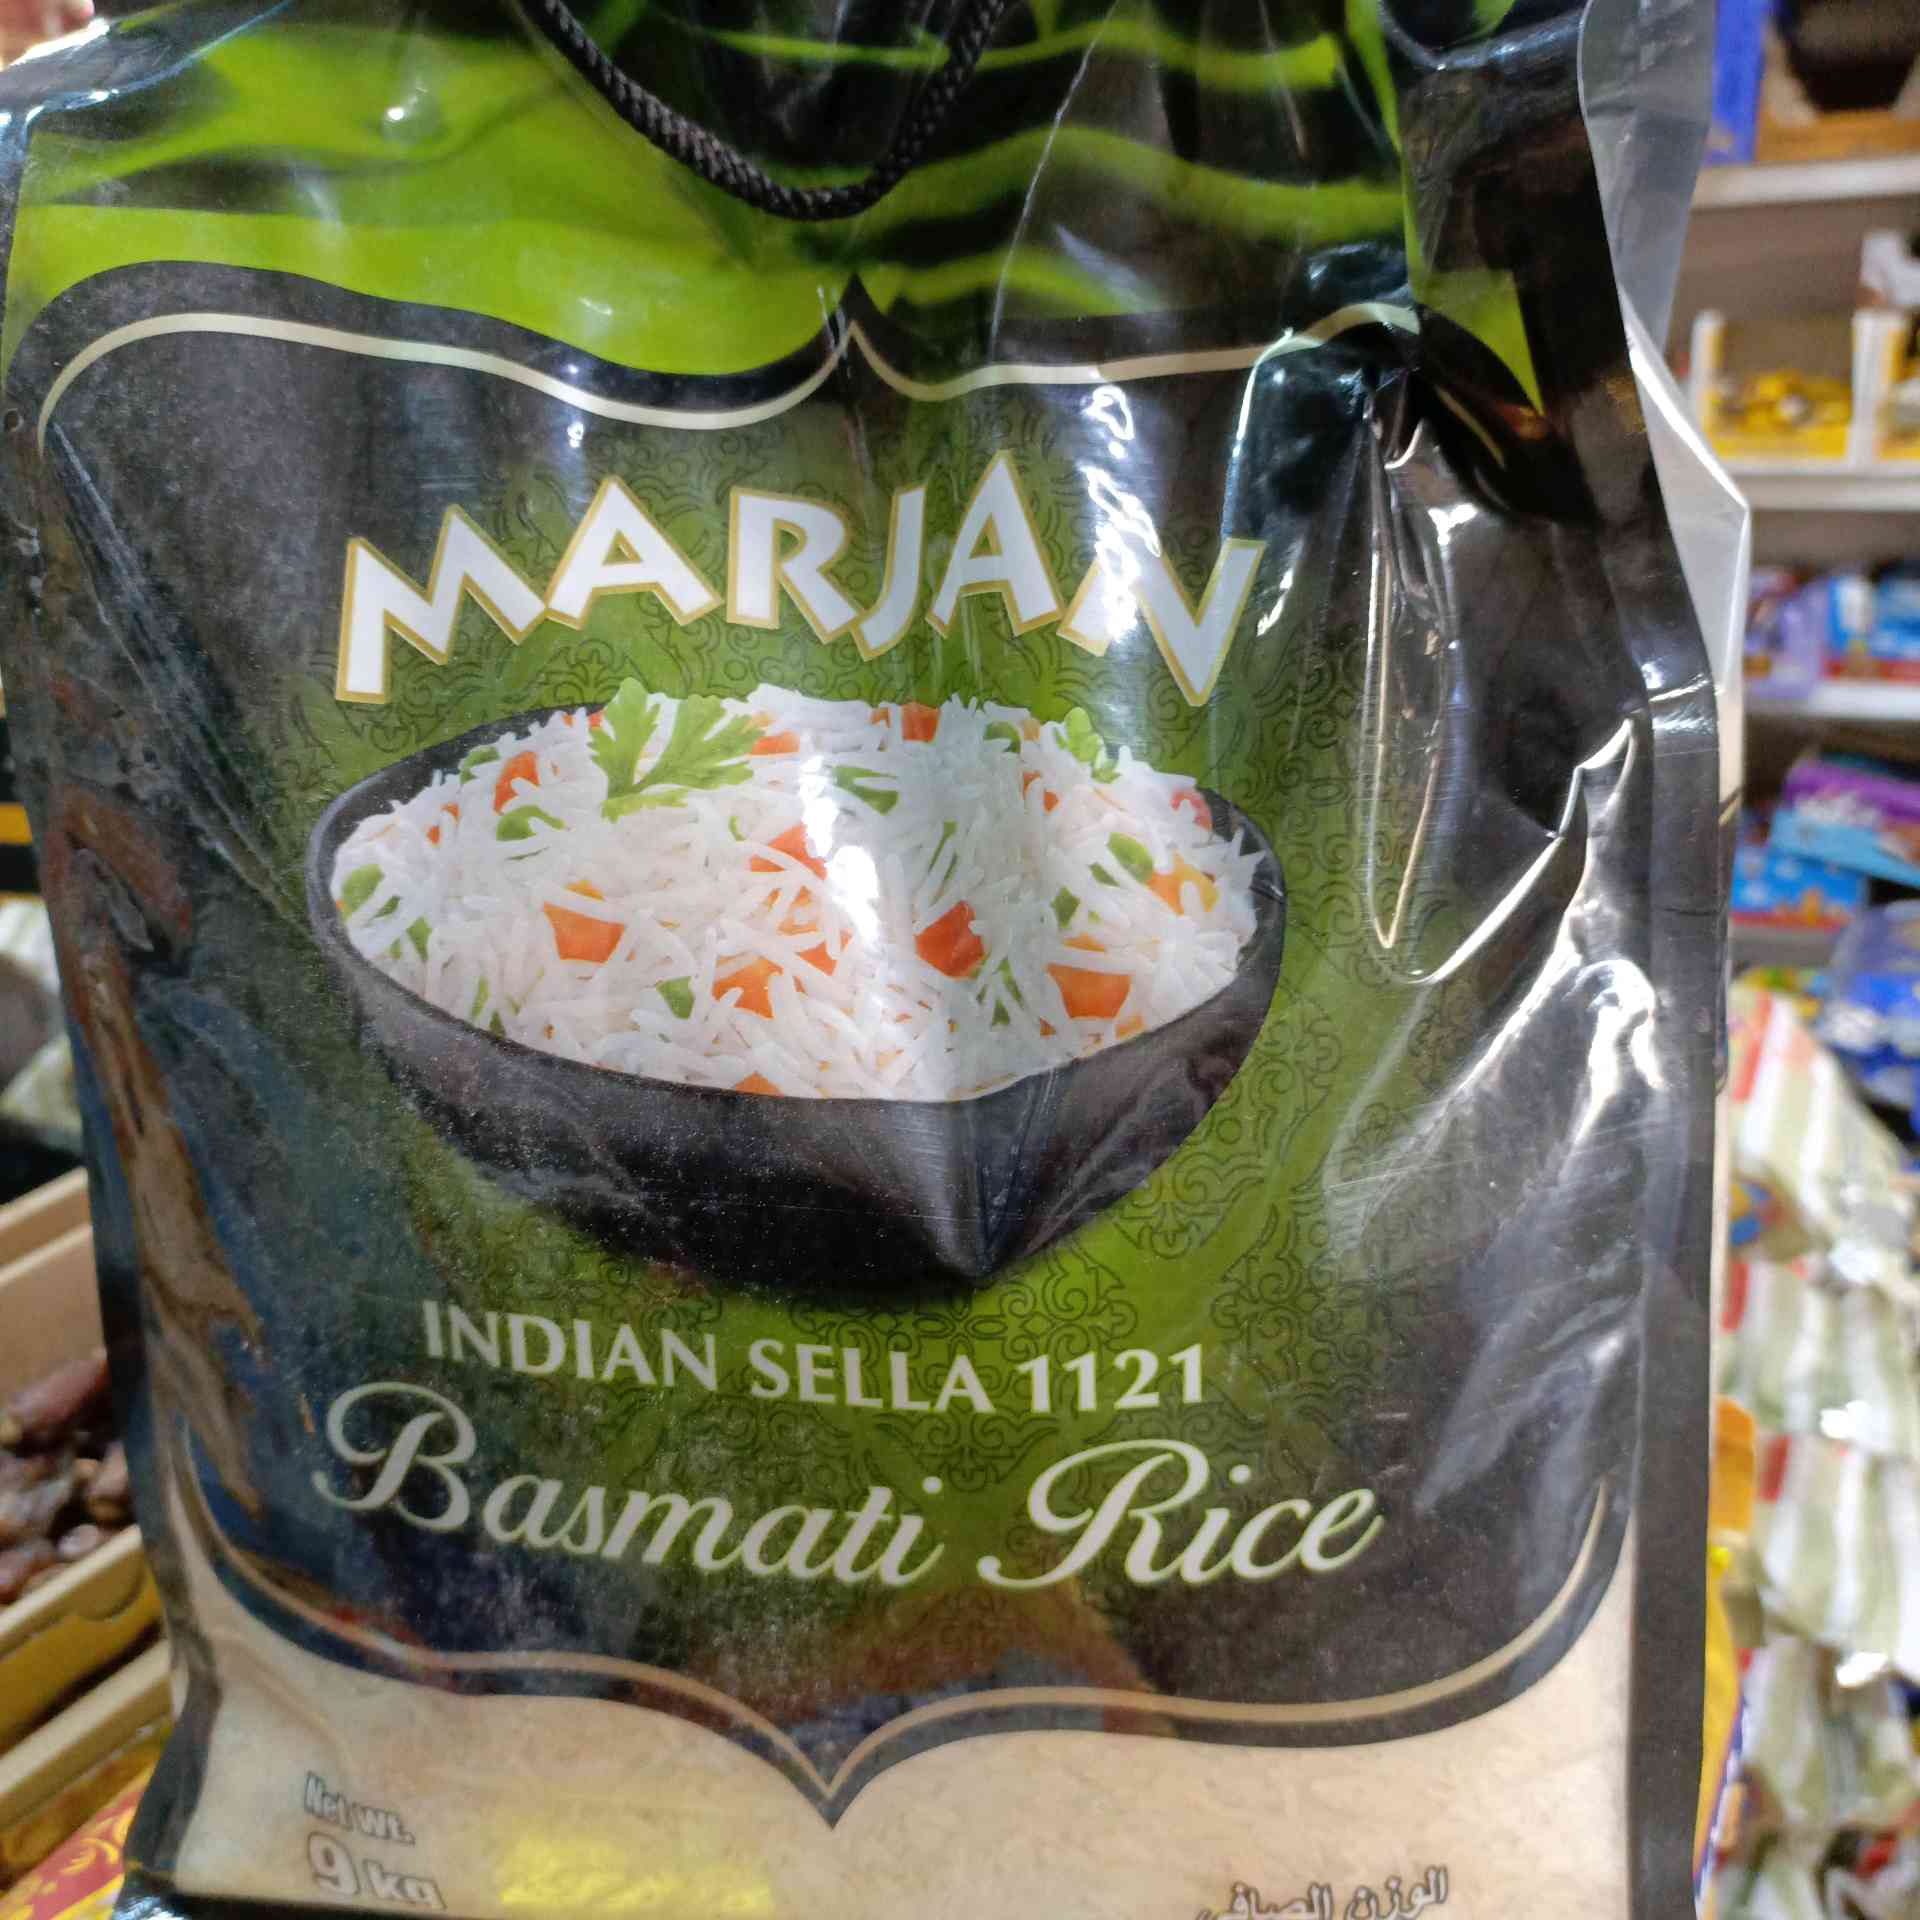 MARJAN
INDIAN SELLA 1121
Basmati Rice
Net wt.
9 kg
الوزن الصافي